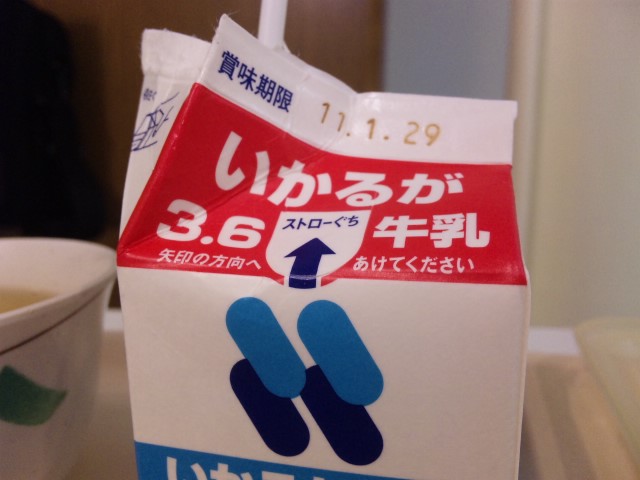 賞味期限 11.1.29
いかるが
3.6 牛乳
ストローぐち
矢印の方向へ あけてください